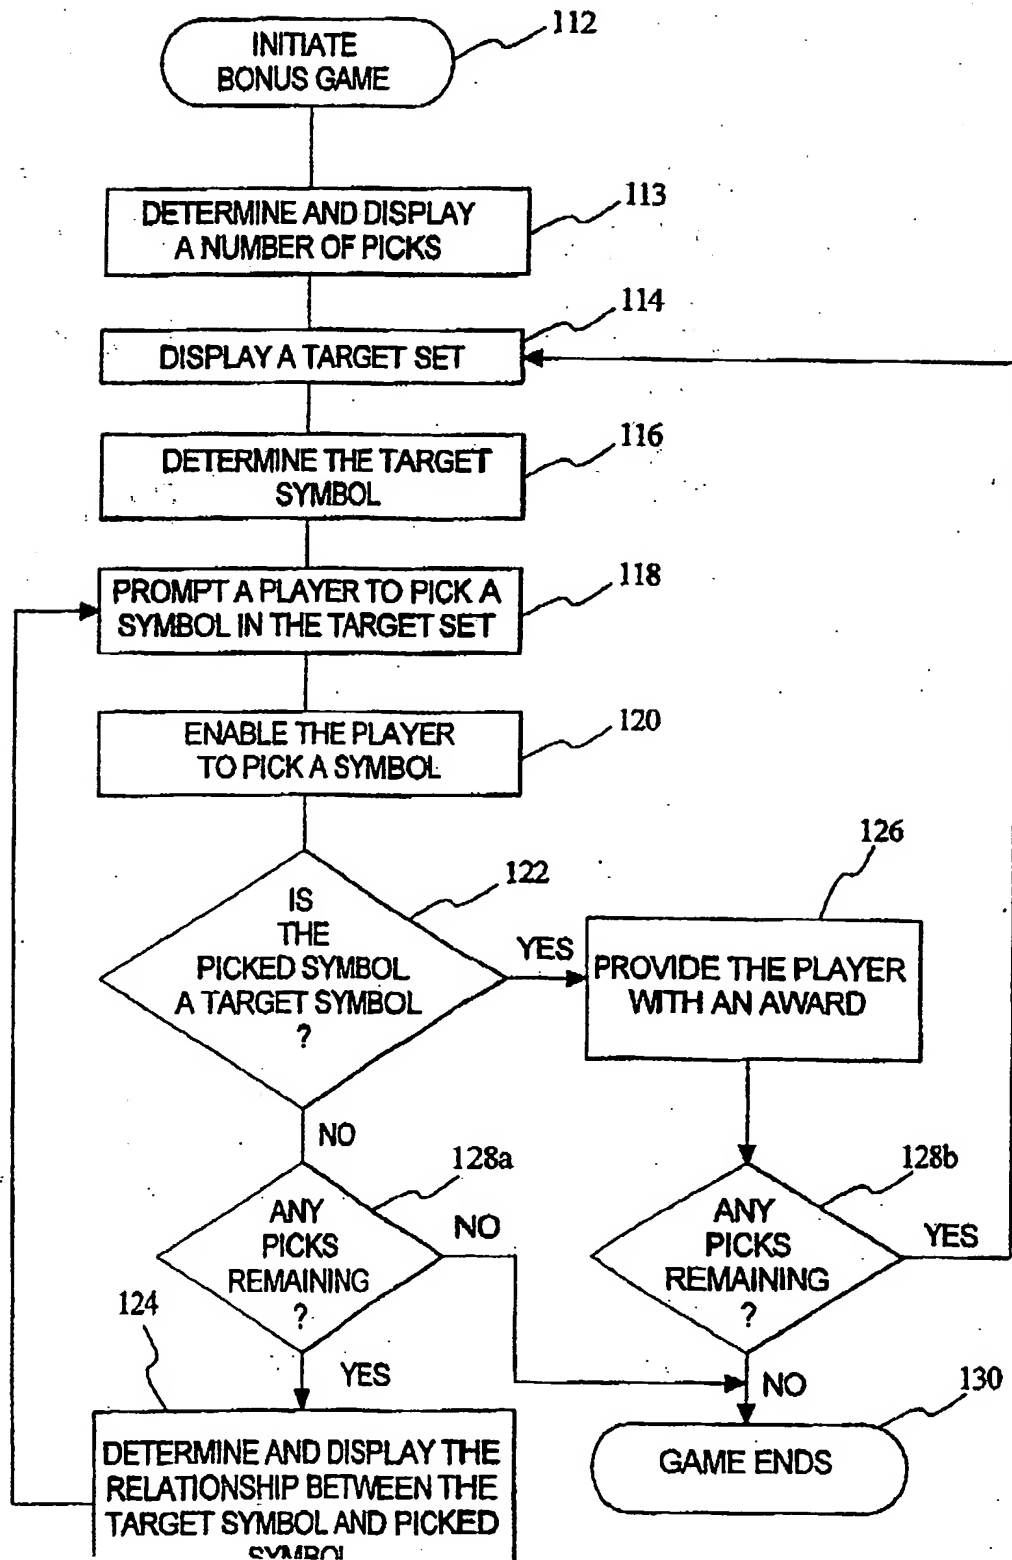 INITIATE
BONUS GAME
112
DETERMINE AND DISPLAY
A NUMBER OF PICKS
113
DISPLAY A TARGET SET
114
DETERMINE THE TARGET
SYMBOL
116
PROMPT A PLAYER TO PICK A
SYMBOL IN THE TARGET SET
118
ENABLE THE PLAYER
TO PICK A SYMBOL
120
IS
THE
PICKED SYMBOL
A TARGET SYMBOL
?
122
YES
PROVIDE THE PLAYER
WITH AN AWARD
126
NO
ANY
PICKS
REMAINING
?
128a
NO
ANY
PICKS
REMAINING
?
128b
YES
YES
NO
124
DETERMINE AND DISPLAY THE
RELATIONSHIP BETWEEN THE
TARGET SYMBOL AND PICKED
SYMBOL
GAME ENDS
130